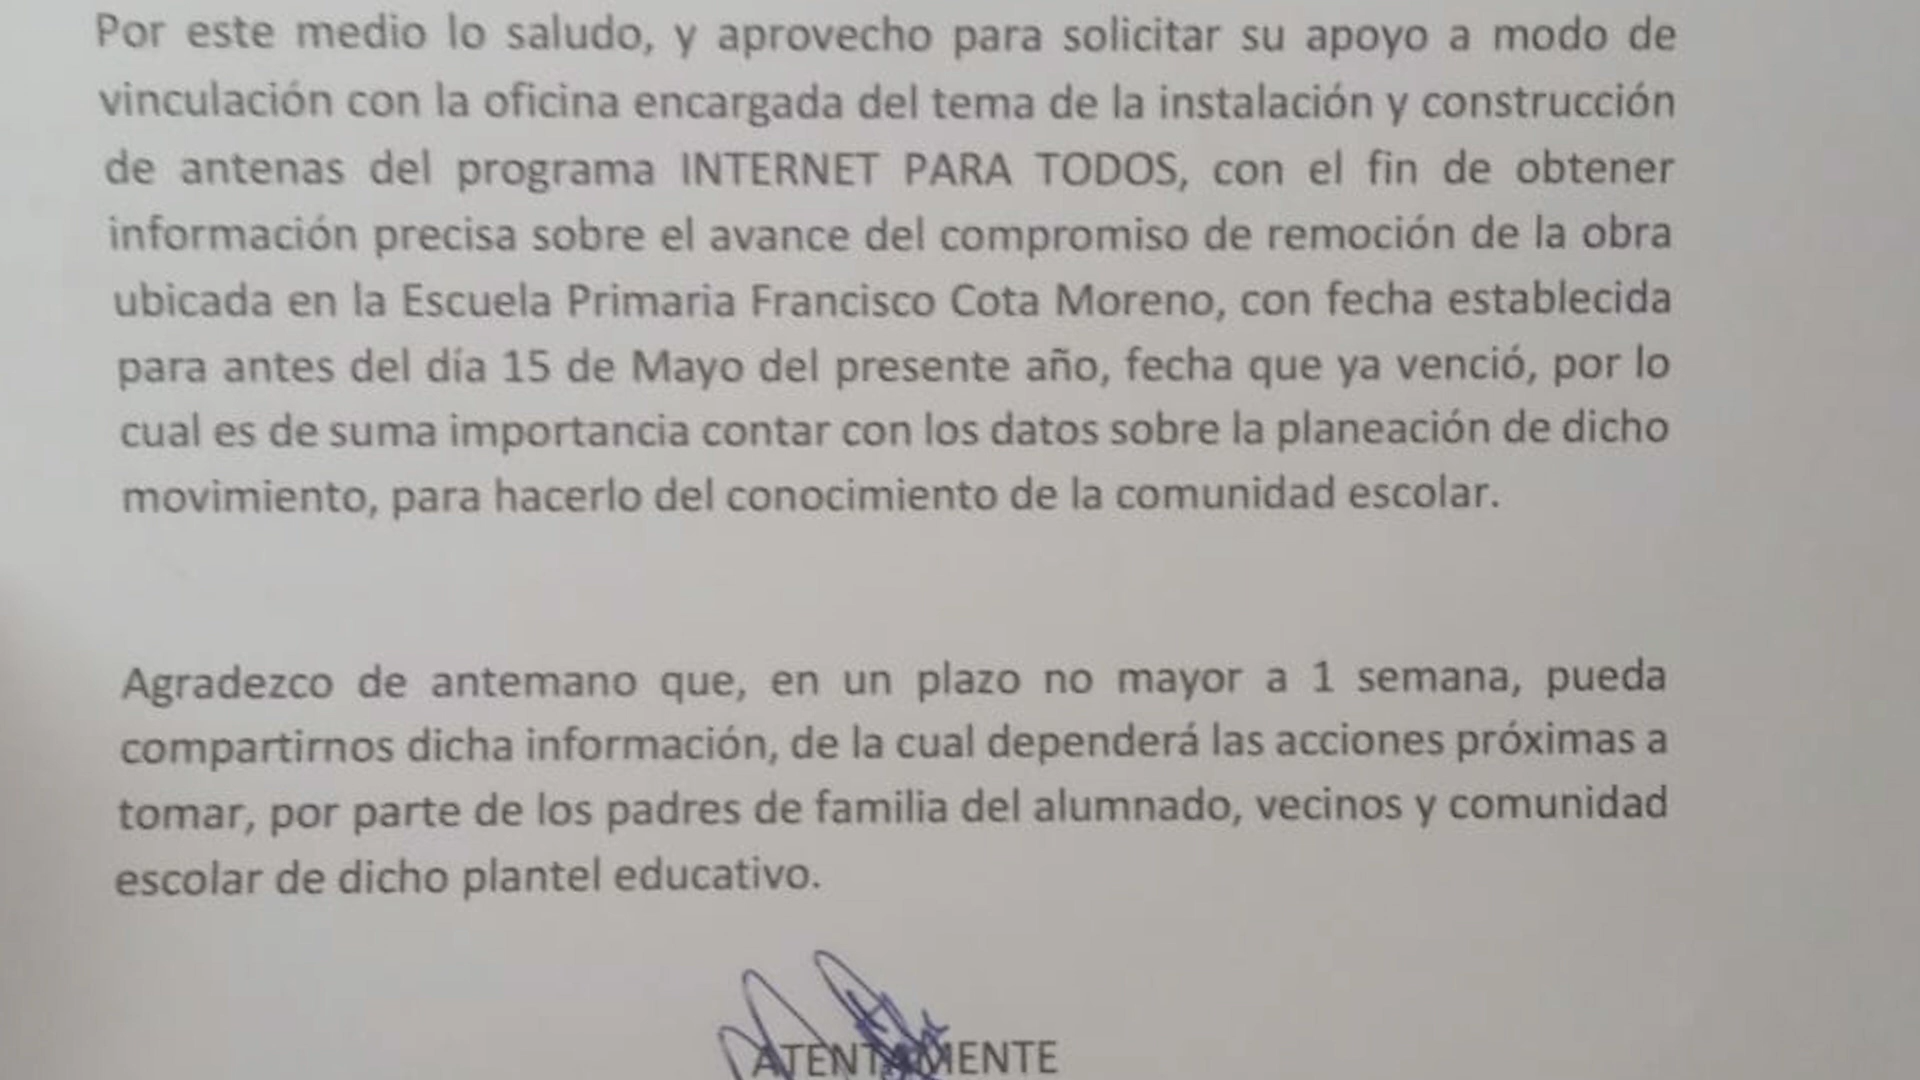 Por este medio lo saludo, y aprovecho para solicitar su apoyo a modo de
vinculación con la oficina encargada del tema de la instalación y construcción
de antenas del programa INTERNET PARA TODOS, con el fin de obtener
información precisa sobre el avance del compromiso de remoción de la obra
ubicada en la Escuela Primaria Francisco Cota Moreno, con fecha establecida
para antes del día 15 de Mayo del presente año, fecha que ya venció, por lo
cual es de suma importancia contar con los datos sobre la planeación de dicho
movimiento, para hacerlo del conocimiento de la comunidad escolar.
Agradezco de antemano que, en un plazo no mayor a 1 semana, pueda
compartirnos dicha información, de la cual dependerá las acciones próximas a
tomar, por parte de los padres de familia del alumnado, vecinos y comunidad
escolar de dicho plantel educativo.
ATENTAMENTE